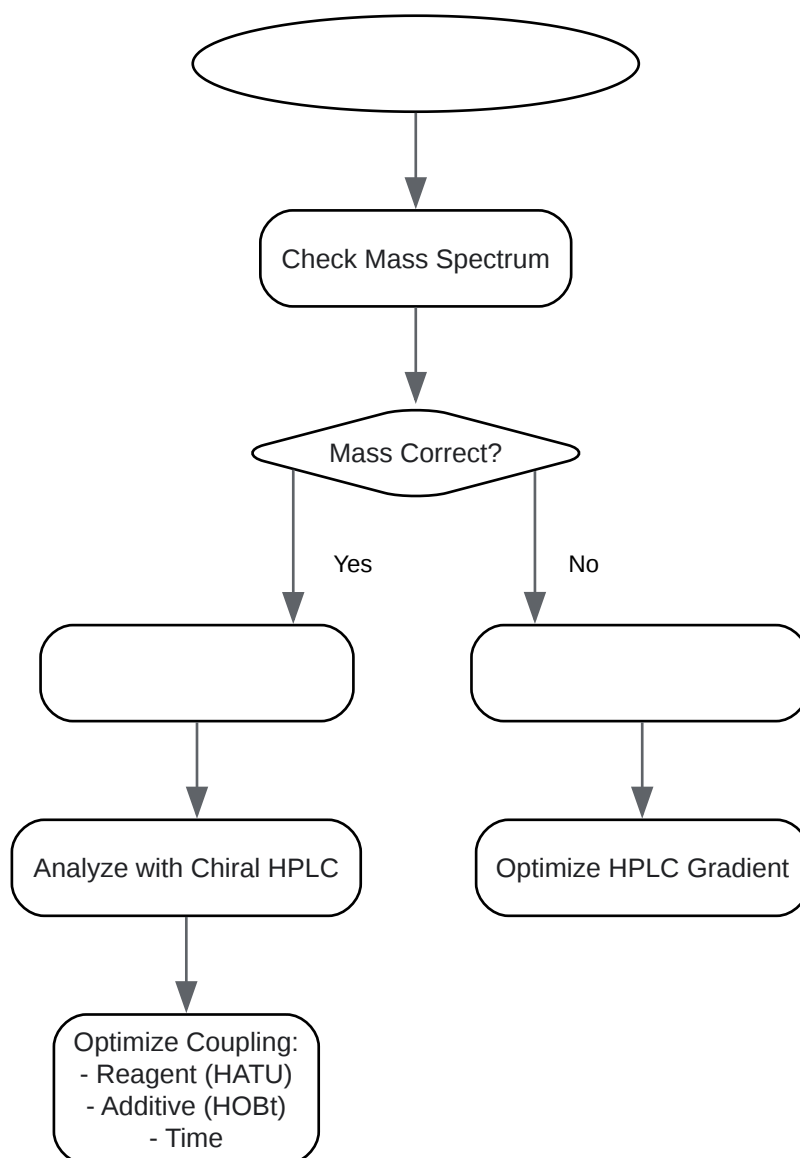 Check Mass Spectrum
Mass Correct?
Yes
No
Analyze with Chiral HPLC
Optimize HPLC Gradient
Optimize Coupling:
- Reagent (HATU)
- Additive (HOBt)
- Time